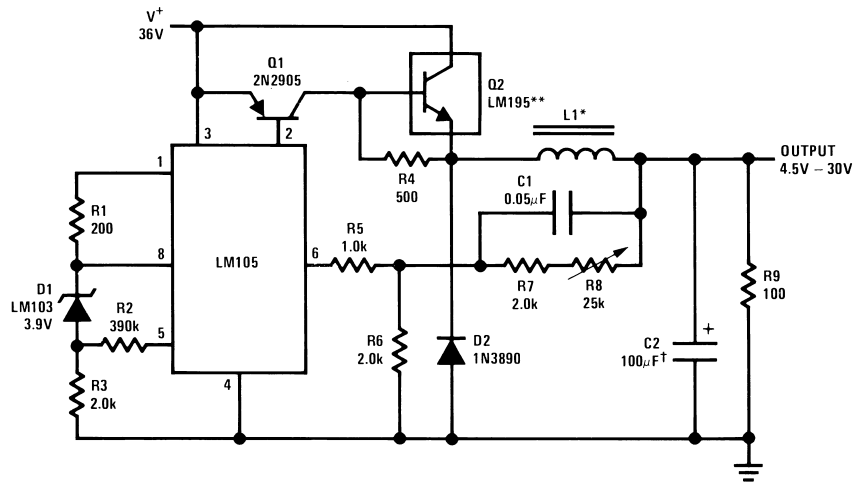 V+
36V
Q1
2N2905
Q2
LM195**
L1*
OUTPUT
4.5V – 30V
3
2
1
R4
500
C1
0.05μF
R1
200
R5
1.0k
8
LM105
6
R7
2.0k
R8
25k
R9
100
D1
LM103
3.9V
R2
390k
5
R6
2.0k
D2
1N3890
+
C2
100μF†
R3
2.0k
4